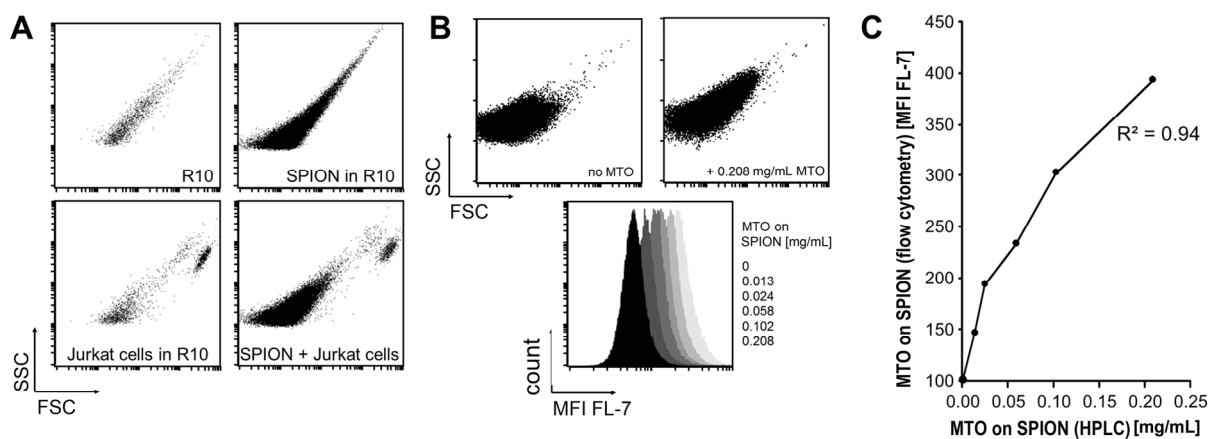 A
R10
SPION in R10
Jurkat cells in R10
SPION + Jurkat cells
SSC
FSC
B
no MTO
+ 0.208 mg/mL MTO
SSC
FSC
MTO on
SPION [mg/mL]
0
0.013
0.024
0.058
0.102
0.208
count
MFI FL-7
C
MTO on SPION (flow cytometry) [MFI FL-7]
450
400
350
300
250
200
150
100
R² = 0.94
0.00 0.05 0.10 0.15 0.20 0.25
MTO on SPION (HPLC) [mg/mL]